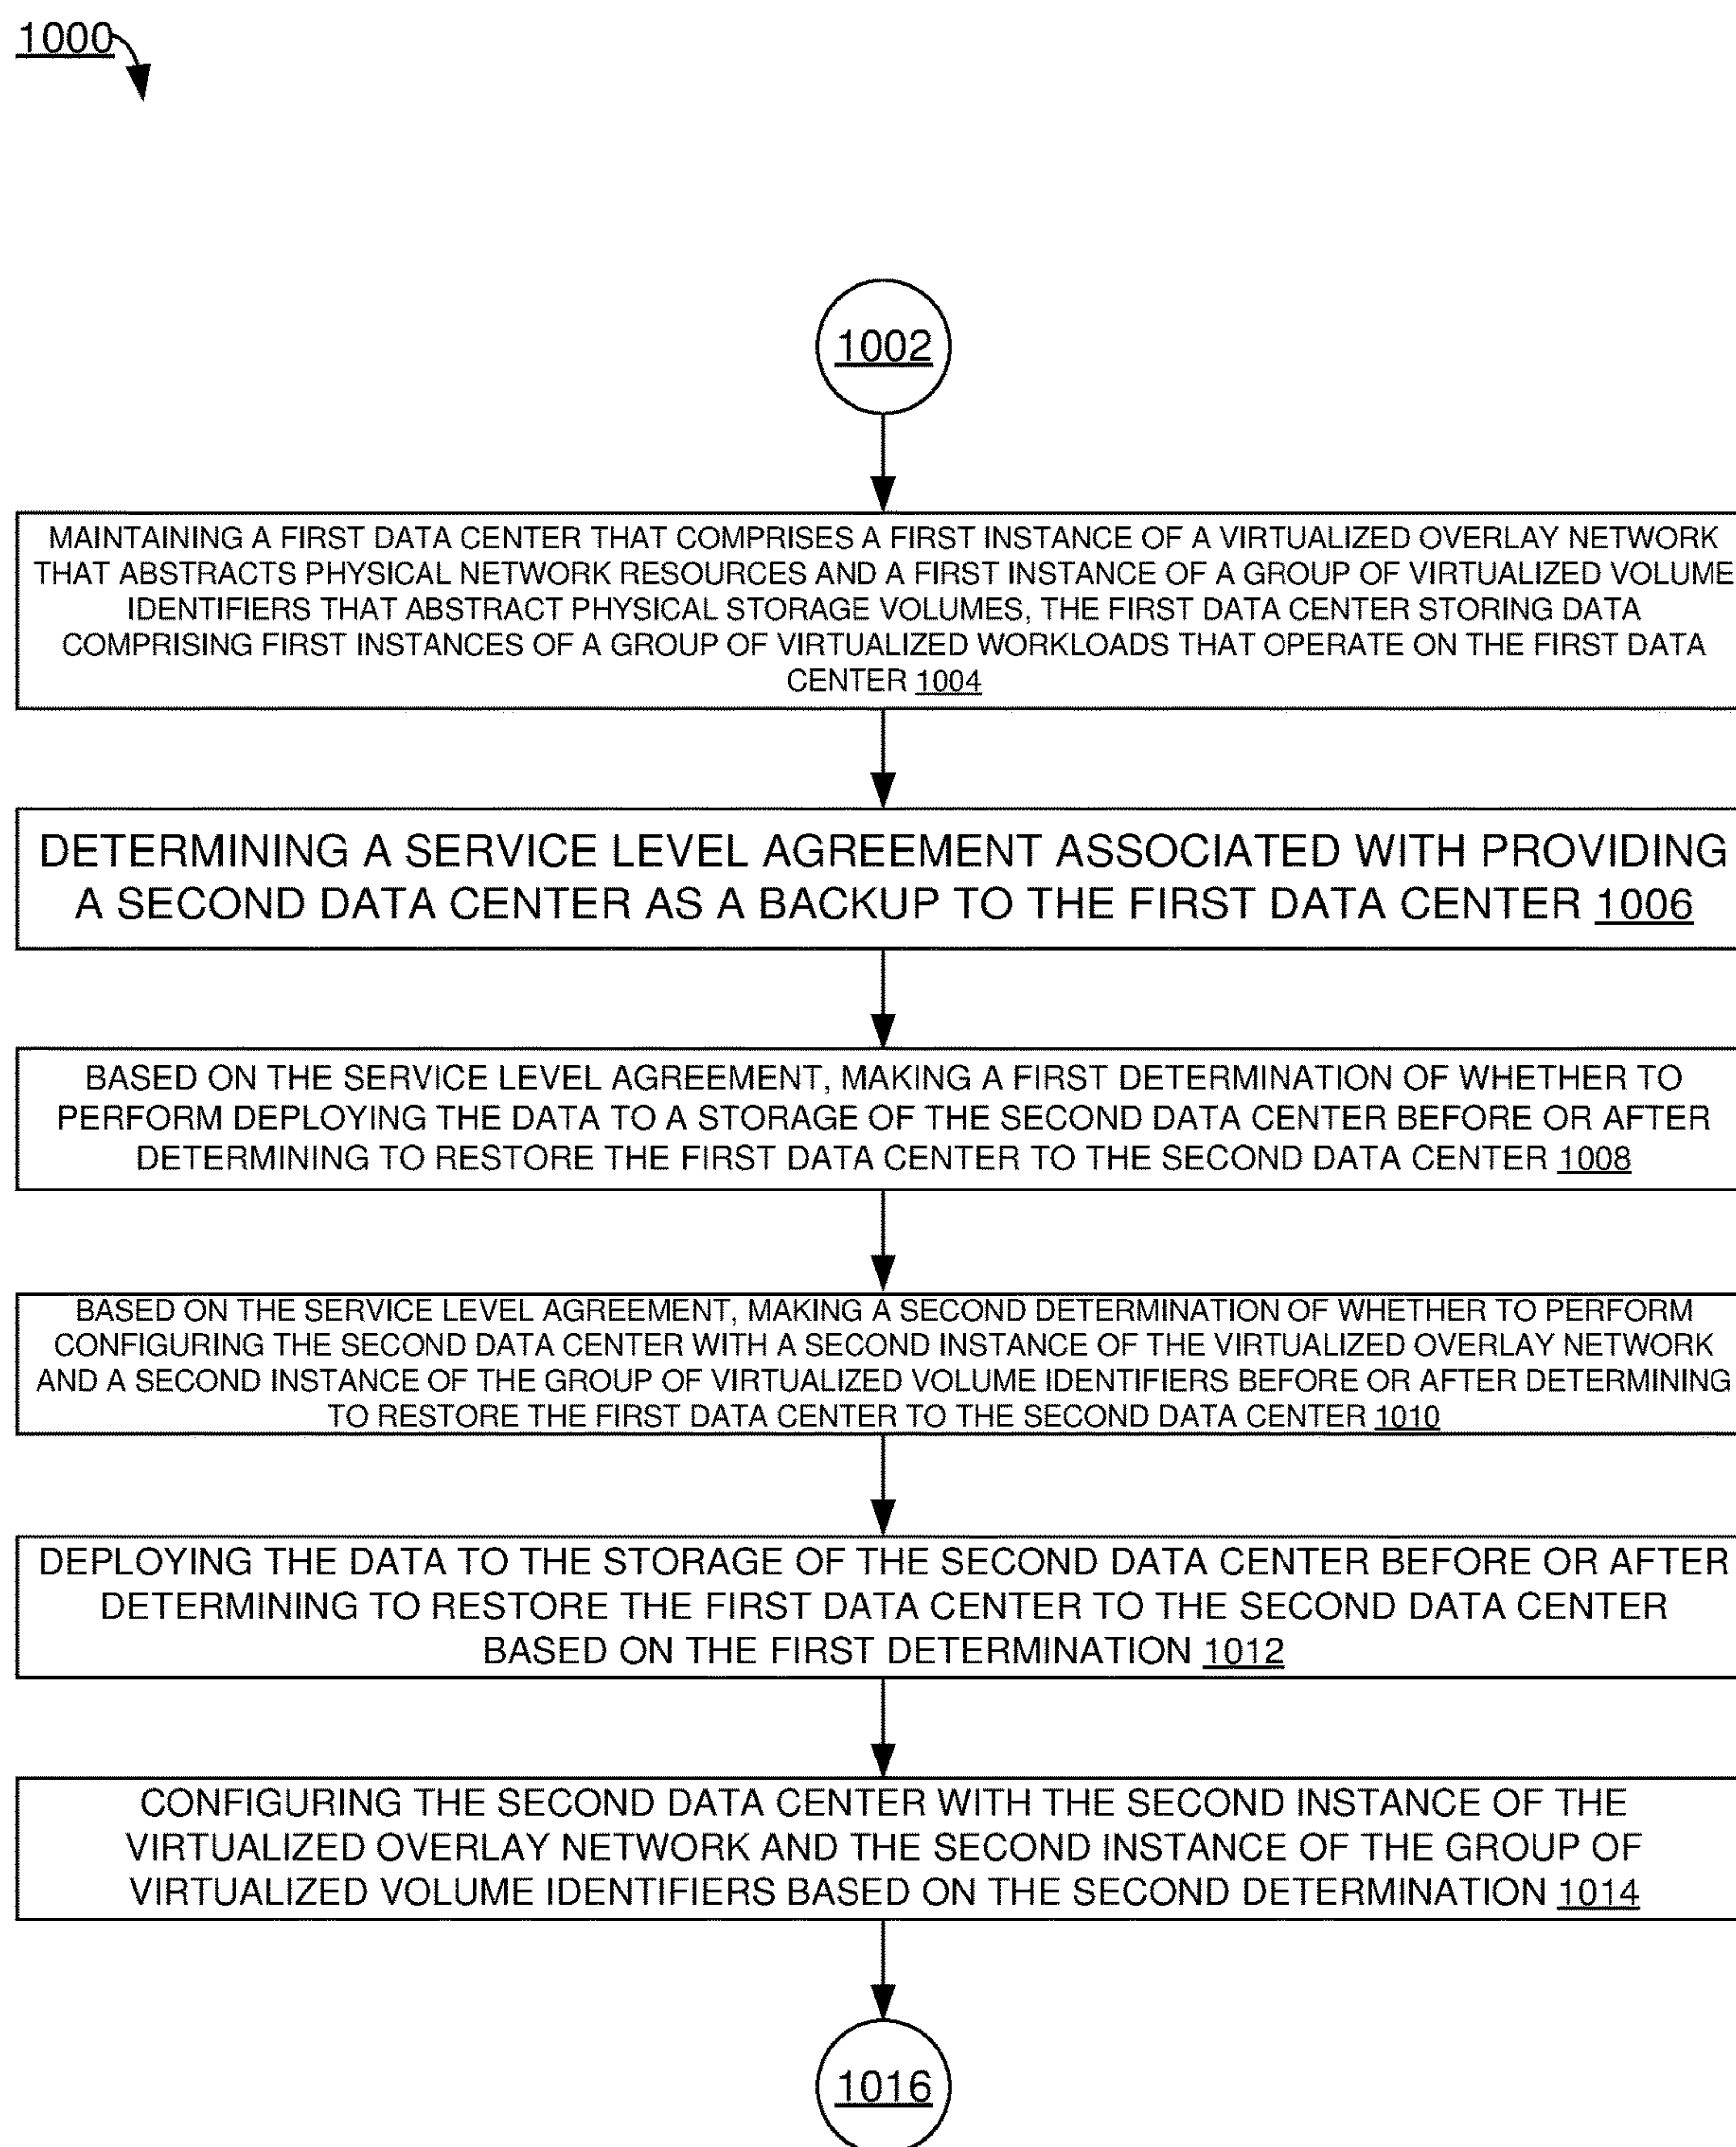 1000
1002
MAINTAINING A FIRST DATA CENTER THAT COMPRISES A FIRST INSTANCE OF A VIRTUALIZED OVERLAY NETWORK
THAT ABSTRACTS PHYSICAL NETWORK RESOURCES AND A FIRST INSTANCE OF A GROUP OF VIRTUALIZED VOLUME
IDENTIFIERS THAT ABSTRACT PHYSICAL STORAGE VOLUMES, THE FIRST DATA CENTER STORING DATA
COMPRISING FIRST INSTANCES OF A GROUP OF VIRTUALIZED WORKLOADS THAT OPERATE ON THE FIRST DATA
CENTER 1004
DETERMINING A SERVICE LEVEL AGREEMENT ASSOCIATED WITH PROVIDING
A SECOND DATA CENTER AS A BACKUP TO THE FIRST DATA CENTER 1006
BASED ON THE SERVICE LEVEL AGREEMENT, MAKING A FIRST DETERMINATION OF WHETHER TO
PERFORM DEPLOYING THE DATA TO A STORAGE OF THE SECOND DATA CENTER BEFORE OR AFTER
DETERMINING TO RESTORE THE FIRST DATA CENTER TO THE SECOND DATA CENTER 1008
BASED ON THE SERVICE LEVEL AGREEMENT, MAKING A SECOND DETERMINATION OF WHETHER TO PERFORM
CONFIGURING THE SECOND DATA CENTER WITH A SECOND INSTANCE OF THE VIRTUALIZED OVERLAY NETWORK
AND A SECOND INSTANCE OF THE GROUP OF VIRTUALIZED VOLUME IDENTIFIERS BEFORE OR AFTER DETERMINING
TO RESTORE THE FIRST DATA CENTER TO THE SECOND DATA CENTER 1010
DEPLOYING THE DATA TO THE STORAGE OF THE SECOND DATA CENTER BEFORE OR AFTER
DETERMINING TO RESTORE THE FIRST DATA CENTER TO THE SECOND DATA CENTER
BASED ON THE FIRST DETERMINATION 1012
CONFIGURING THE SECOND DATA CENTER WITH THE SECOND INSTANCE OF THE
VIRTUALIZED OVERLAY NETWORK AND THE SECOND INSTANCE OF THE GROUP OF
VIRTUALIZED VOLUME IDENTIFIERS BASED ON THE SECOND DETERMINATION 1014
1016